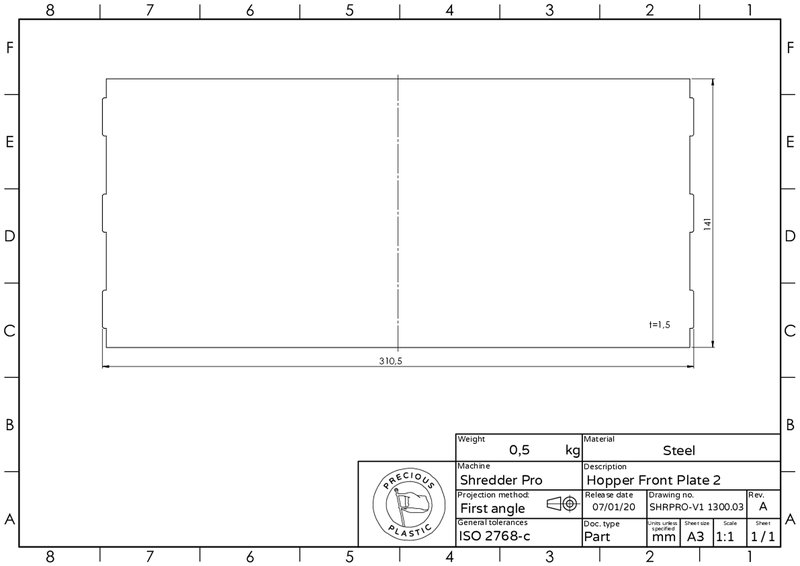 8 7 6 5 4 3 2 1
F F
E E
141
D D
t=1,5
C C
310,5
B B
Weight
0,5 kg
Material
Steel
PRECIOUS
PLASTIC
Machine
Shredder Pro
Description
Hopper Front Plate 2
Projection method:
First angle
Release date
07/01/20
Drawing no.
SHRPRO-V1 1300.03
Rev.
A
General tolerances
ISO 2768-c
Doc. type
Part
Units unless
specified
mm
Sheet size
A3
Scale
1:1
Sheet
1 / 1
A A
8 7 6 5 4 3 2 1